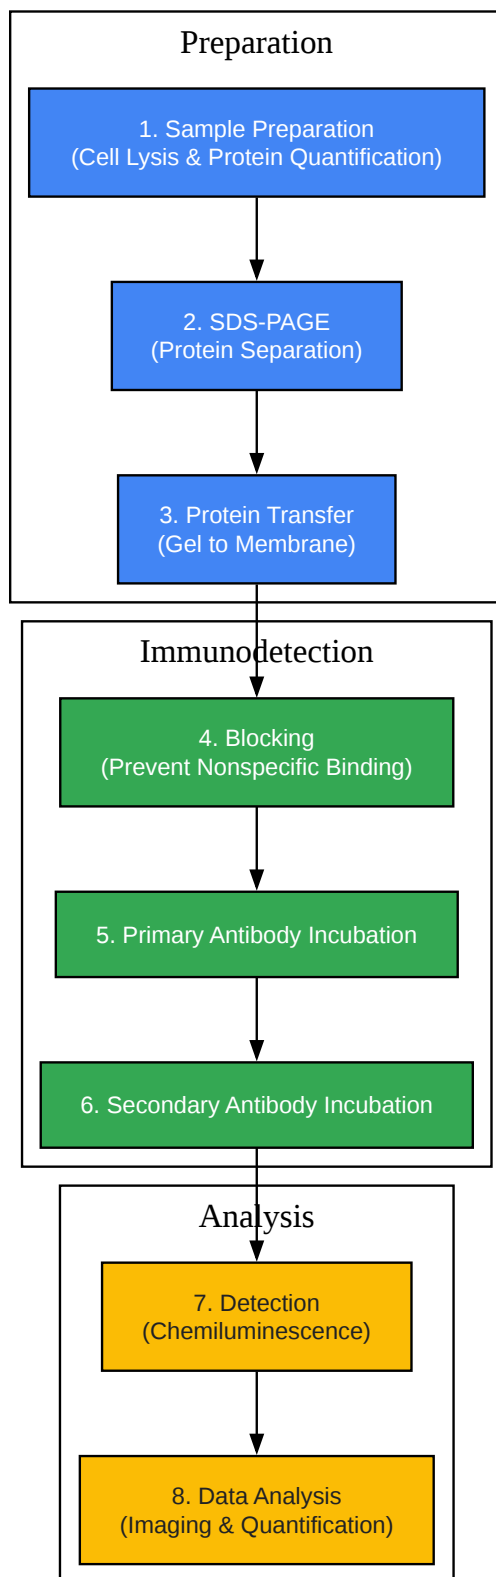 Preparation
1. Sample Preparation
(Cell Lysis & Protein Quantification)
2. SDS-PAGE
(Protein Separation)
3. Protein Transfer
(Gel to Membrane)
Immunodetection
4. Blocking
(Prevent Nonspecific Binding)
5. Primary Antibody Incubation
6. Secondary Antibody Incubation
Analysis
7. Detection
(Chemiluminescence)
8. Data Analysis
(Imaging & Quantification)